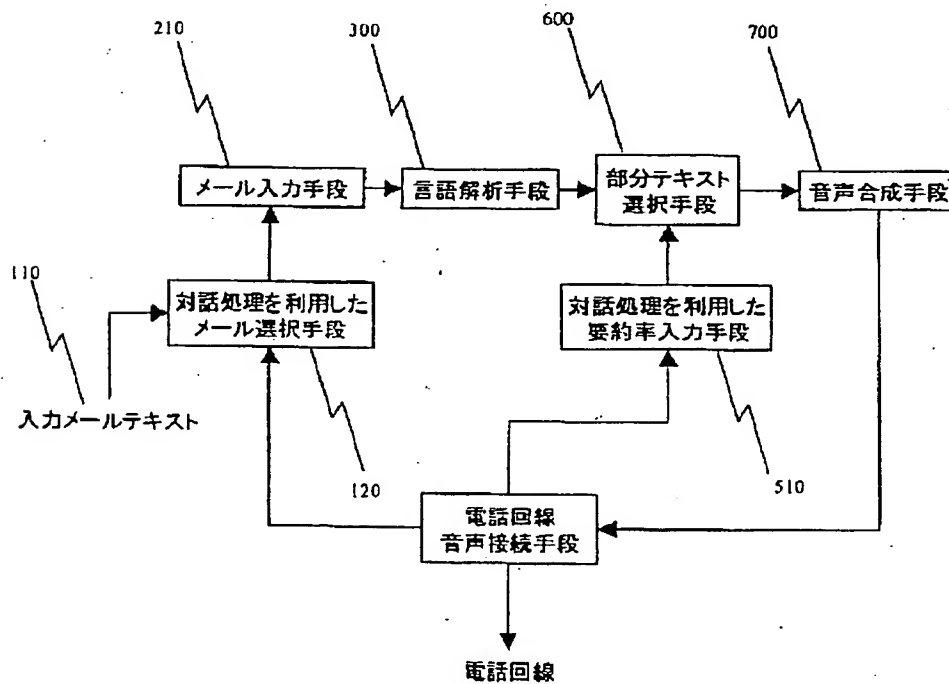 210
300
600
700
メール入力手段
言語解析手段
部分テキスト
選択手段
音声合成手段
110
対話処理を利用した
メール選択手段
対話処理を利用した
要約率入力手段
入力メールテキスト
120
510
電話回線
音声接続手段
電話回線